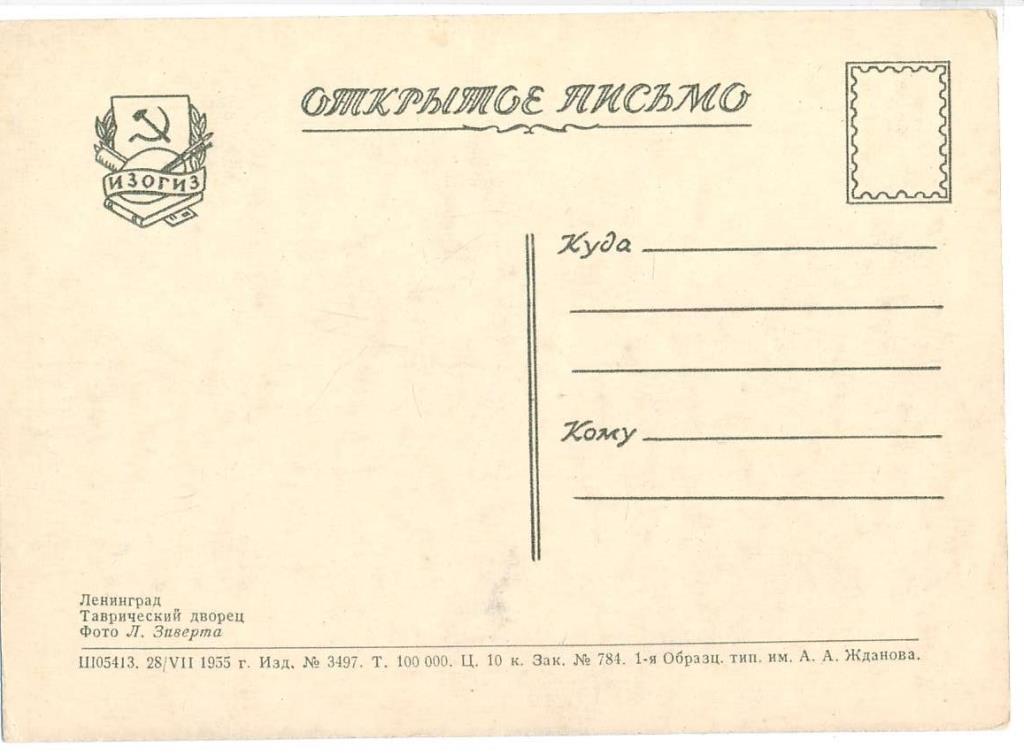 ОТКРЫТОЕ ПИСЬМО
ИЗОГИЗ
Куда
Кому
Ленинград
Таврический дворец
Фото Л. Зиверта
Ш05413. 28/VII 1955 г. Изд. № 3497. Т. 100 000. Ц. 10 к. Зак. № 784. 1-я Образц. тип. им. А. А. Жданова.